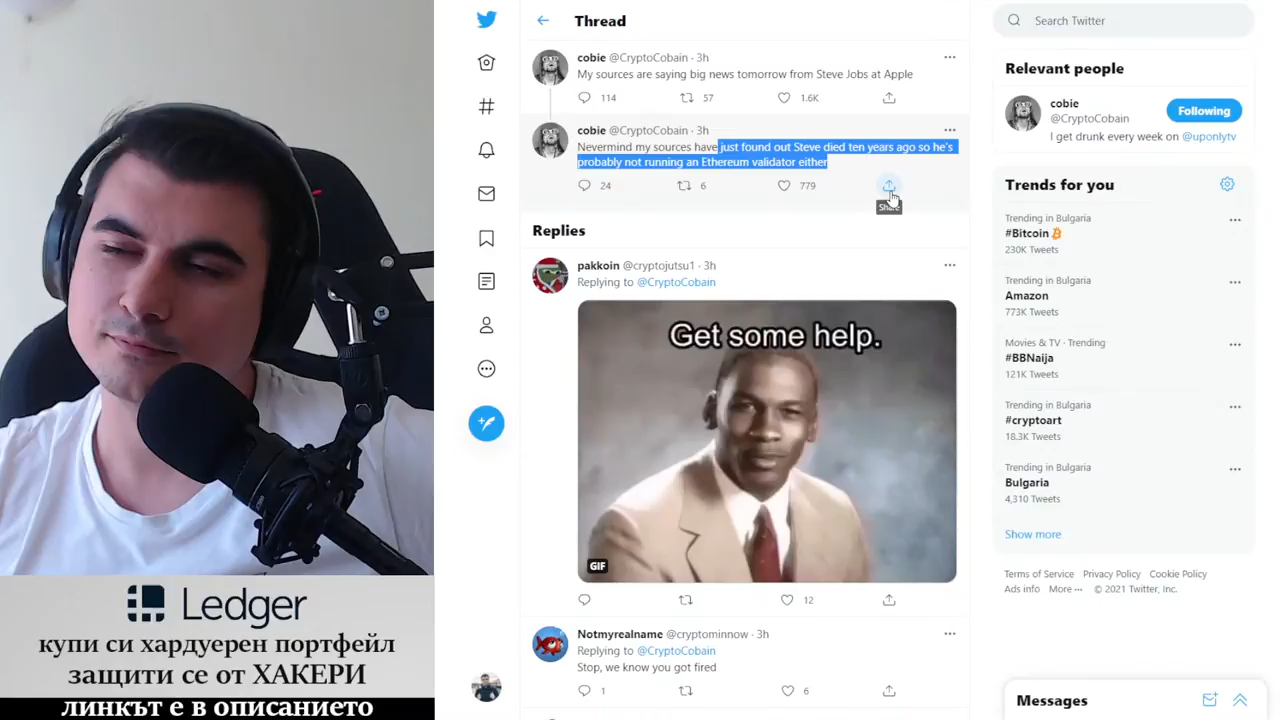 Thread
cobie @CryptoCobain · 3h
My sources are saying big news tomorrow from Steve Jobs at Apple
114 57 1.6K
cobie @CryptoCobain · 3h
Nevermind my sources have just found out Steve died ten years ago so he's
probably not running an Ethereum validator either
24 6 779
Share
Replies
pakkoin @cryptojutsu1 · 3h
Replying to @CryptoCobain
Get some help.
GIF
12
Notmyrealname @cryptominnow · 3h
Replying to @CryptoCobain
Stop, we know you got fired
1 6
Search Twitter
Relevant people
cobie
@CryptoCobain
Following
I get drunk every week on @uponlytv
Trends for you
Trending in Bulgaria
#Bitcoin
230K Tweets
Trending in Bulgaria
Amazon
773K Tweets
Movies & TV · Trending
#BBNaija
121K Tweets
Trending in Bulgaria
#cryptoart
18.3K Tweets
Trending in Bulgaria
Bulgaria
4,310 Tweets
Show more
Terms of Service Privacy Policy Cookie Policy
Ads info More ··· © 2021 Twitter, Inc.
Messages
Ledger
купи си хардуерен портфейл
защити се от ХАКЕРИ
линкът е в описанието